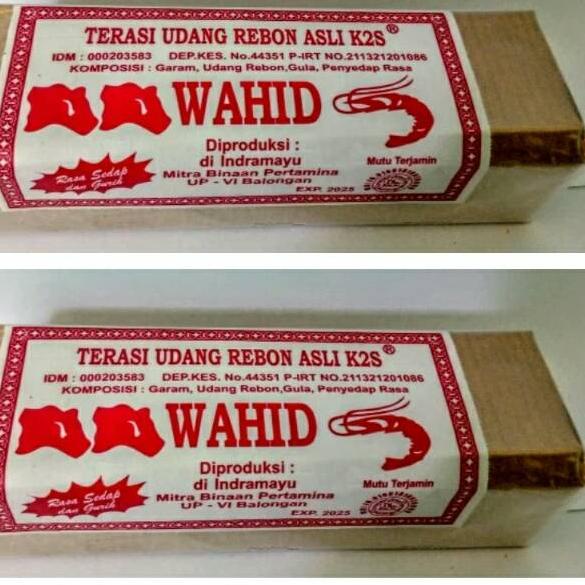 TERASI UDANG REBON ASLI K2S®
IDM : 000203583 DEP.KES. No.44351 P-IRT NO.211321201086
KOMPOSISI : Garam, Udang Rebon,Gula, Penyedap Rasa
WAHID
Diproduksi :
di Indramayu
Mutu Terjamin
Rasa Sedap
dan Gurih
Mitra Binaan Pertamina
UP - VI Balongan
EXP. 2025
TERASI UDANG REBON ASLI K2S®
IDM : 000203583 DEP.KES. No.44351 P-IRT NO.211321201086
KOMPOSISI : Garam, Udang Rebon,Gula, Penyedap Rasa
WAHID
Diproduksi :
di Indramayu
Mutu Terjamin
Rasa Sedap
dan Gurih
Mitra Binaan Pertamina
UP - VI Balongan
EXP. 2025